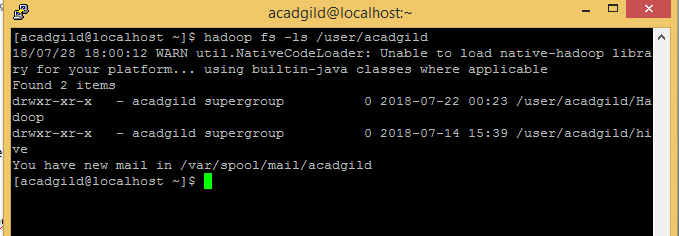 acadgild@localhost:~
[acadgild@localhost ~]$ hadoop fs -ls /user/acadgild
18/07/28 18:00:12 WARN util.NativeCodeLoader: Unable to load native-hadoop libra
ry for your platform... using builtin-java classes where applicable
Found 2 items
drwxr-xr-x   - acadgild supergroup          0 2018-07-22 00:23 /user/acadgild/Ha
doop
drwxr-xr-x   - acadgild supergroup          0 2018-07-14 15:39 /user/acadgild/hi
ve
You have new mail in /var/spool/mail/acadgild
[acadgild@localhost ~]$